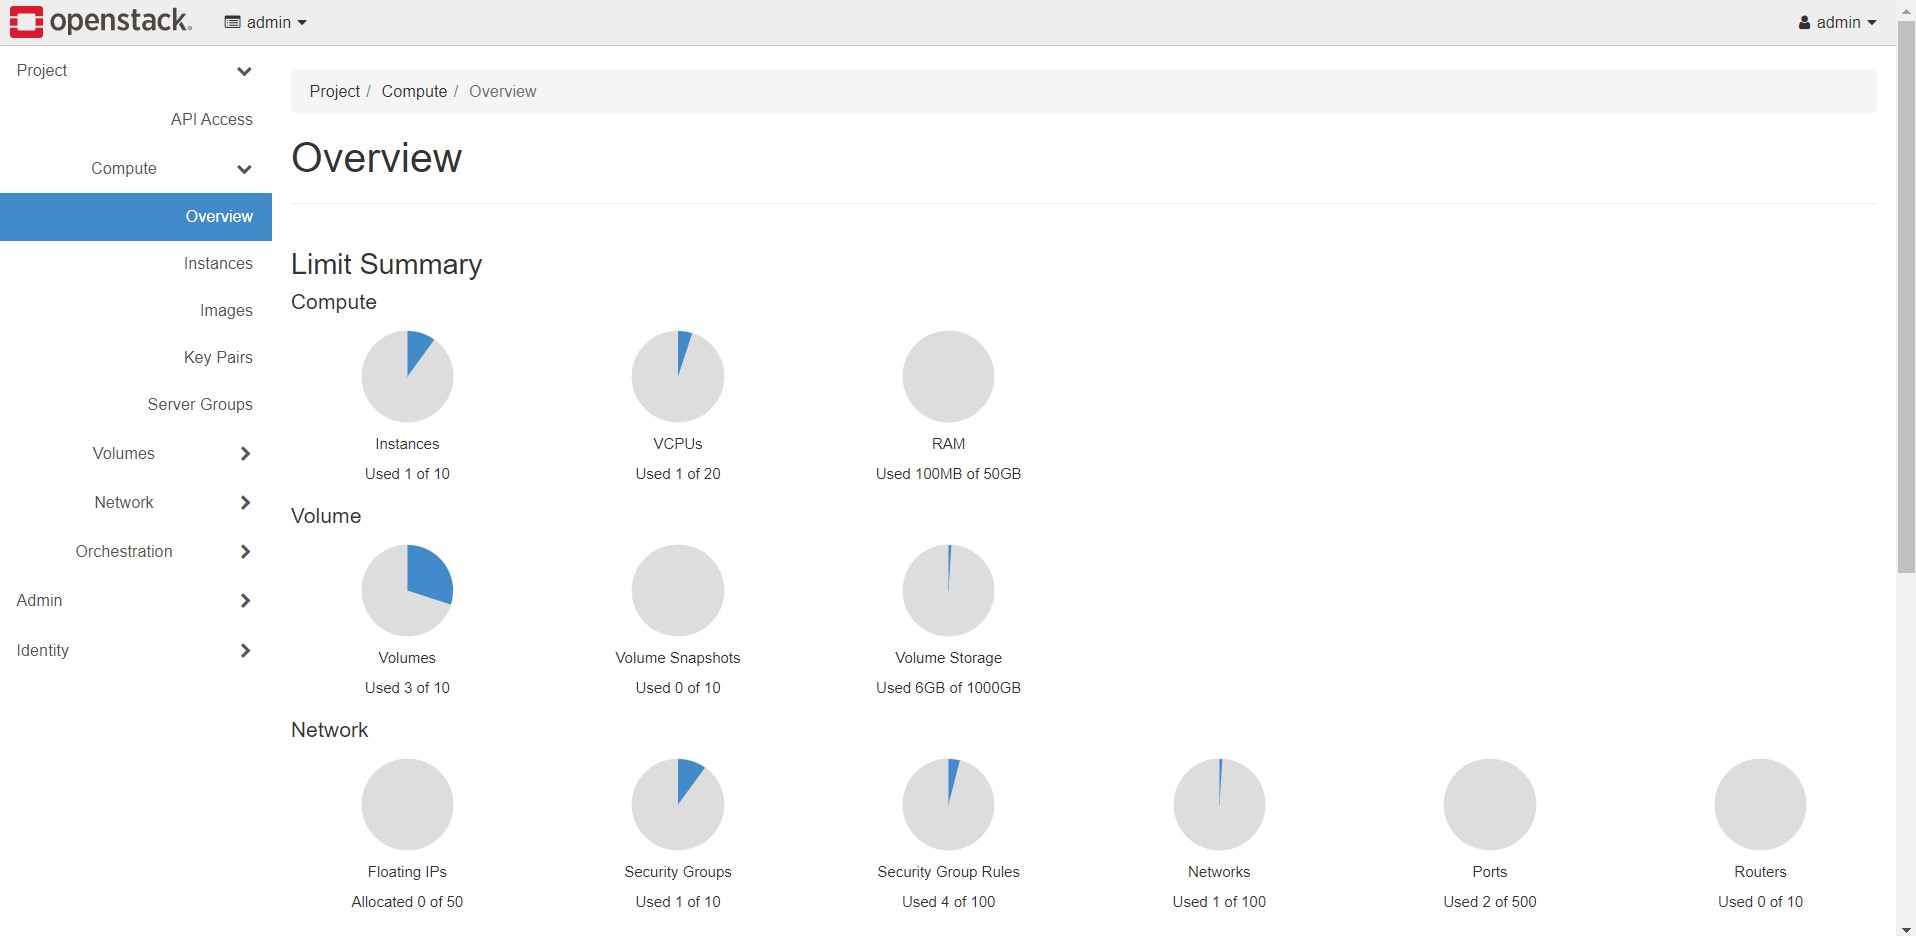 openstack.
admin
admin
Project
API Access
Compute
Overview
Instances
Images
Key Pairs
Server Groups
Volumes
Network
Orchestration
Admin
Identity
Project / Compute / Overview
Overview
Limit Summary
Compute
Instances
Used 1 of 10
VCPUs
Used 1 of 20
RAM
Used 100MB of 50GB
Volume
Volumes
Used 3 of 10
Volume Snapshots
Used 0 of 10
Volume Storage
Used 6GB of 1000GB
Network
Floating IPs
Allocated 0 of 50
Security Groups
Used 1 of 10
Security Group Rules
Used 4 of 100
Networks
Used 1 of 100
Ports
Used 2 of 500
Routers
Used 0 of 10